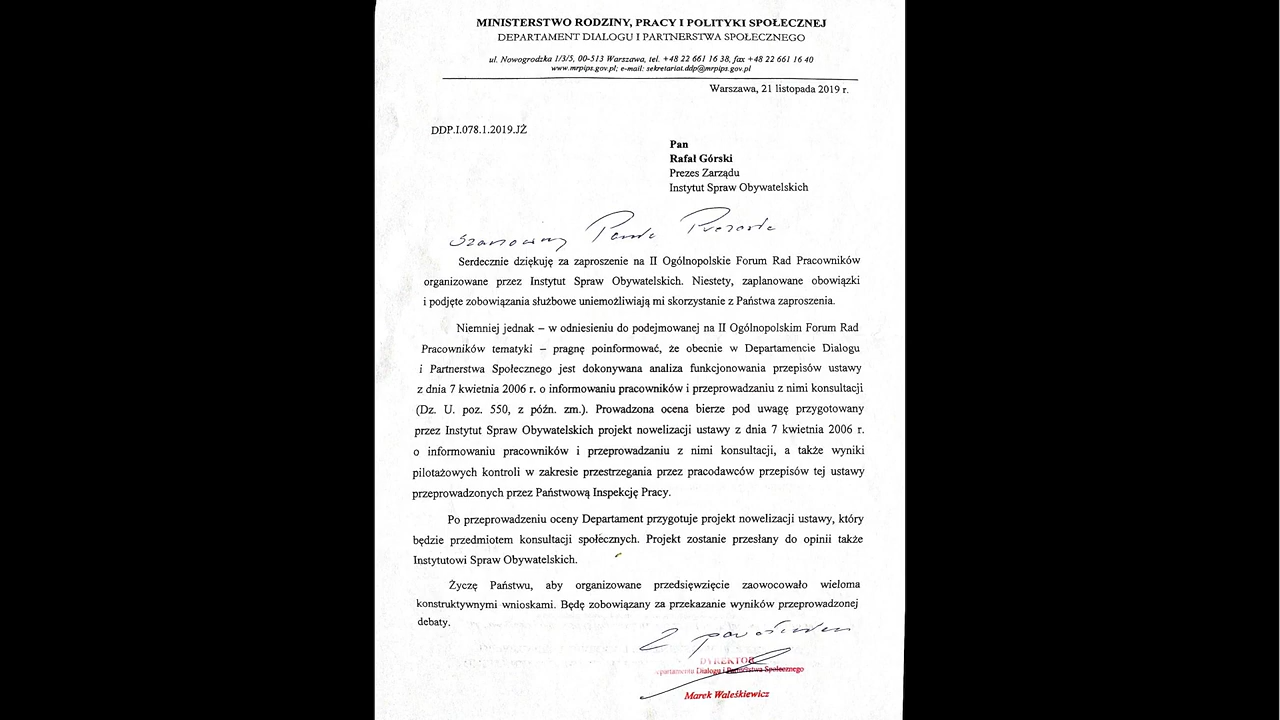 MINISTERSTWO RODZINY, PRACY I POLITYKI SPOŁECZNEJ
DEPARTAMENT DIALOGU I PARTNERSTWA SPOŁECZNEGO
ul. Nowogrodzka 1/3/5, 00-513 Warszawa, tel. +48 22 661 16 38, fax +48 22 661 16 40
www.mrpips.gov.pl; e-mail: sekretariat.ddp@mrpips.gov.pl
Warszawa, 21 listopada 2019 r.
DDP.I.078.1.2019.JŻ
Pan
Rafał Górski
Prezes Zarządu
Instytut Spraw Obywatelskich
Szanowny Panie Prezesie
Serdecznie dziękuję za zaproszenie na II Ogólnopolskie Forum Rad Pracowników
organizowane przez Instytut Spraw Obywatelskich. Niestety, zaplanowane obowiązki
i podjęte zobowiązania służbowe uniemożliwiają mi skorzystanie z Państwa zaproszenia.
Niemniej jednak – w odniesieniu do podejmowanej na II Ogólnopolskim Forum Rad
Pracowników tematyki – pragnę poinformować, że obecnie w Departamencie Dialogu
i Partnerstwa Społecznego jest dokonywana analiza funkcjonowania przepisów ustawy
z dnia 7 kwietnia 2006 r. o informowaniu pracowników i przeprowadzaniu z nimi konsultacji
(Dz. U. poz. 550, z późn. zm.). Prowadzona ocena bierze pod uwagę przygotowany
przez Instytut Spraw Obywatelskich projekt nowelizacji ustawy z dnia 7 kwietnia 2006 r.
o informowaniu pracowników i przeprowadzaniu z nimi konsultacji, a także wyniki
pilotażowych kontroli w zakresie przestrzegania przez pracodawców przepisów tej ustawy
przeprowadzonych przez Państwową Inspekcję Pracy.
Po przeprowadzeniu oceny Departament przygotuje projekt nowelizacji ustawy, który
będzie przedmiotem konsultacji społecznych. Projekt zostanie przesłany do opinii także
Instytutowi Spraw Obywatelskich.
Życzę Państwu, aby organizowane przedsięwzięcie zaowocowało wieloma
konstruktywnymi wnioskami. Będę zobowiązany za przekazanie wyników przeprowadzonej
debaty.
Z poważaniem
DYREKTOR
Departamentu Dialogu i Partnerstwa Społecznego
Marek Waleśkiewicz